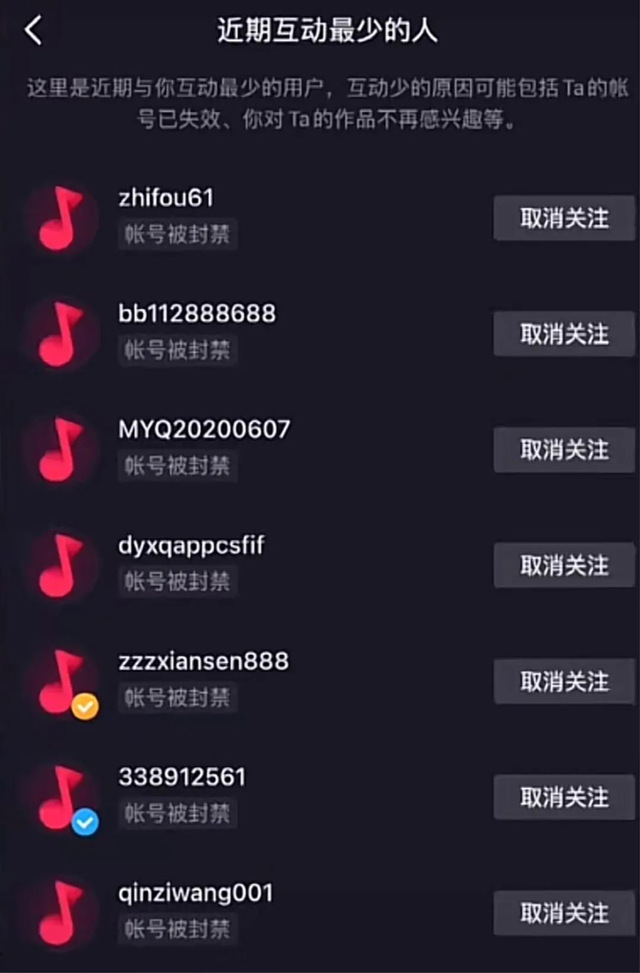 近期互动最少的人
这里是近期与你互动最少的用户，互动少的原因可能包括Ta的帐
号已失效、你对Ta的作品不再感兴趣等。
zhifou61
取消关注
帐号被封禁
bb112888688
取消关注
帐号被封禁
MYQ20200607
取消关注
帐号被封禁
dyxqappcsfif
取消关注
帐号被封禁
zzzxiansen888
取消关注
帐号被封禁
338912561
取消关注
帐号被封禁
qinziwang001
取消关注
帐号被封禁